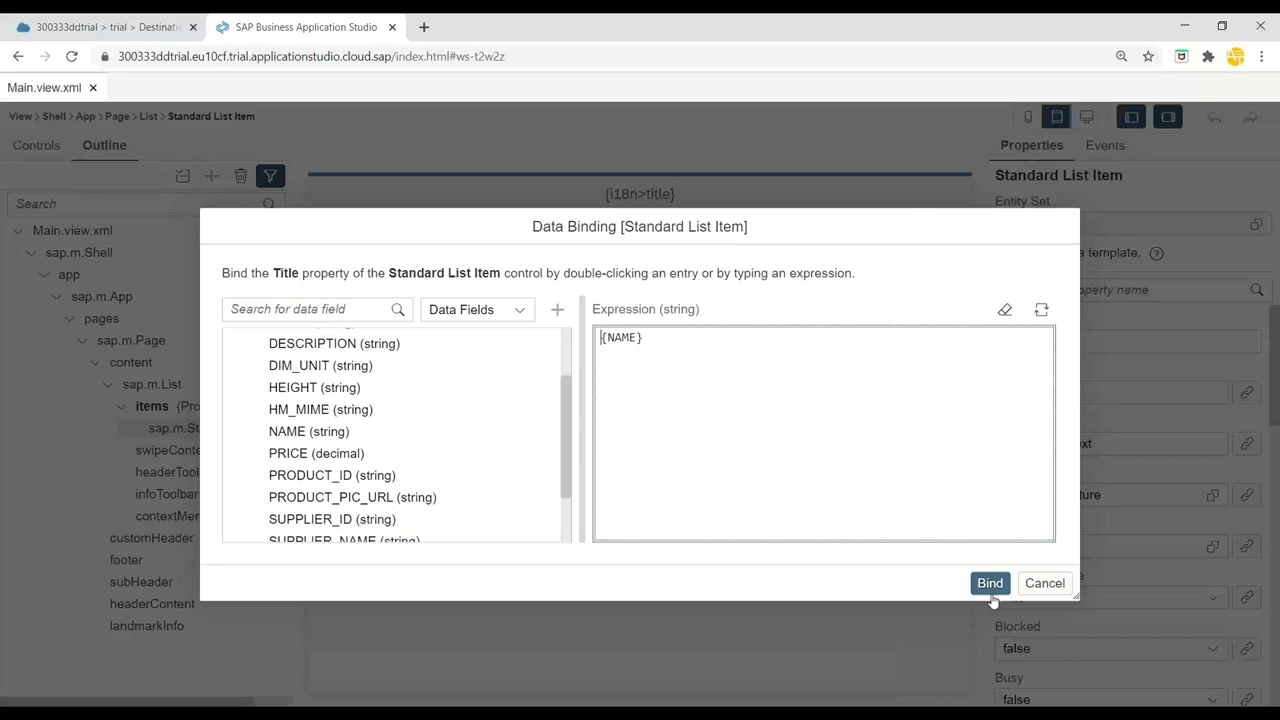 300333ddtrial > trial > Destinati
SAP Business Application Studio
300333ddtrial.eu10cf.trial.applicationstudio.cloud.sap/index.html#ws-t2w2z
Main.view.xml
View > Shell > App > Page > List > Standard List Item
Controls
Outline
Properties
Events
Search
Standard List Item
Entity Set
{i18n>title}
Main.view.xml
sap.m.Shell
app
sap.m.App
pages
sap.m.Page
content
sap.m.List
items {Pro
sap.m.St
swipeConte
headerTool
infoToolbar
contextMen
customHeader
footer
subHeader
headerContent
landmarkInfo
Data Binding [Standard List Item]
Bind the Title property of the Standard List Item control by double-clicking an entry or by typing an expression.
Search for data field
Data Fields
Expression (string)
DESCRIPTION (string)
DIM_UNIT (string)
HEIGHT (string)
HM_MIME (string)
NAME (string)
PRICE (decimal)
PRODUCT_ID (string)
PRODUCT_PIC_URL (string)
SUPPLIER_ID (string)
SUPPLIER_NAME (string)
{NAME}
Bind
Cancel
a template.
perty name
xt
ture
Blocked
false
Busy
false